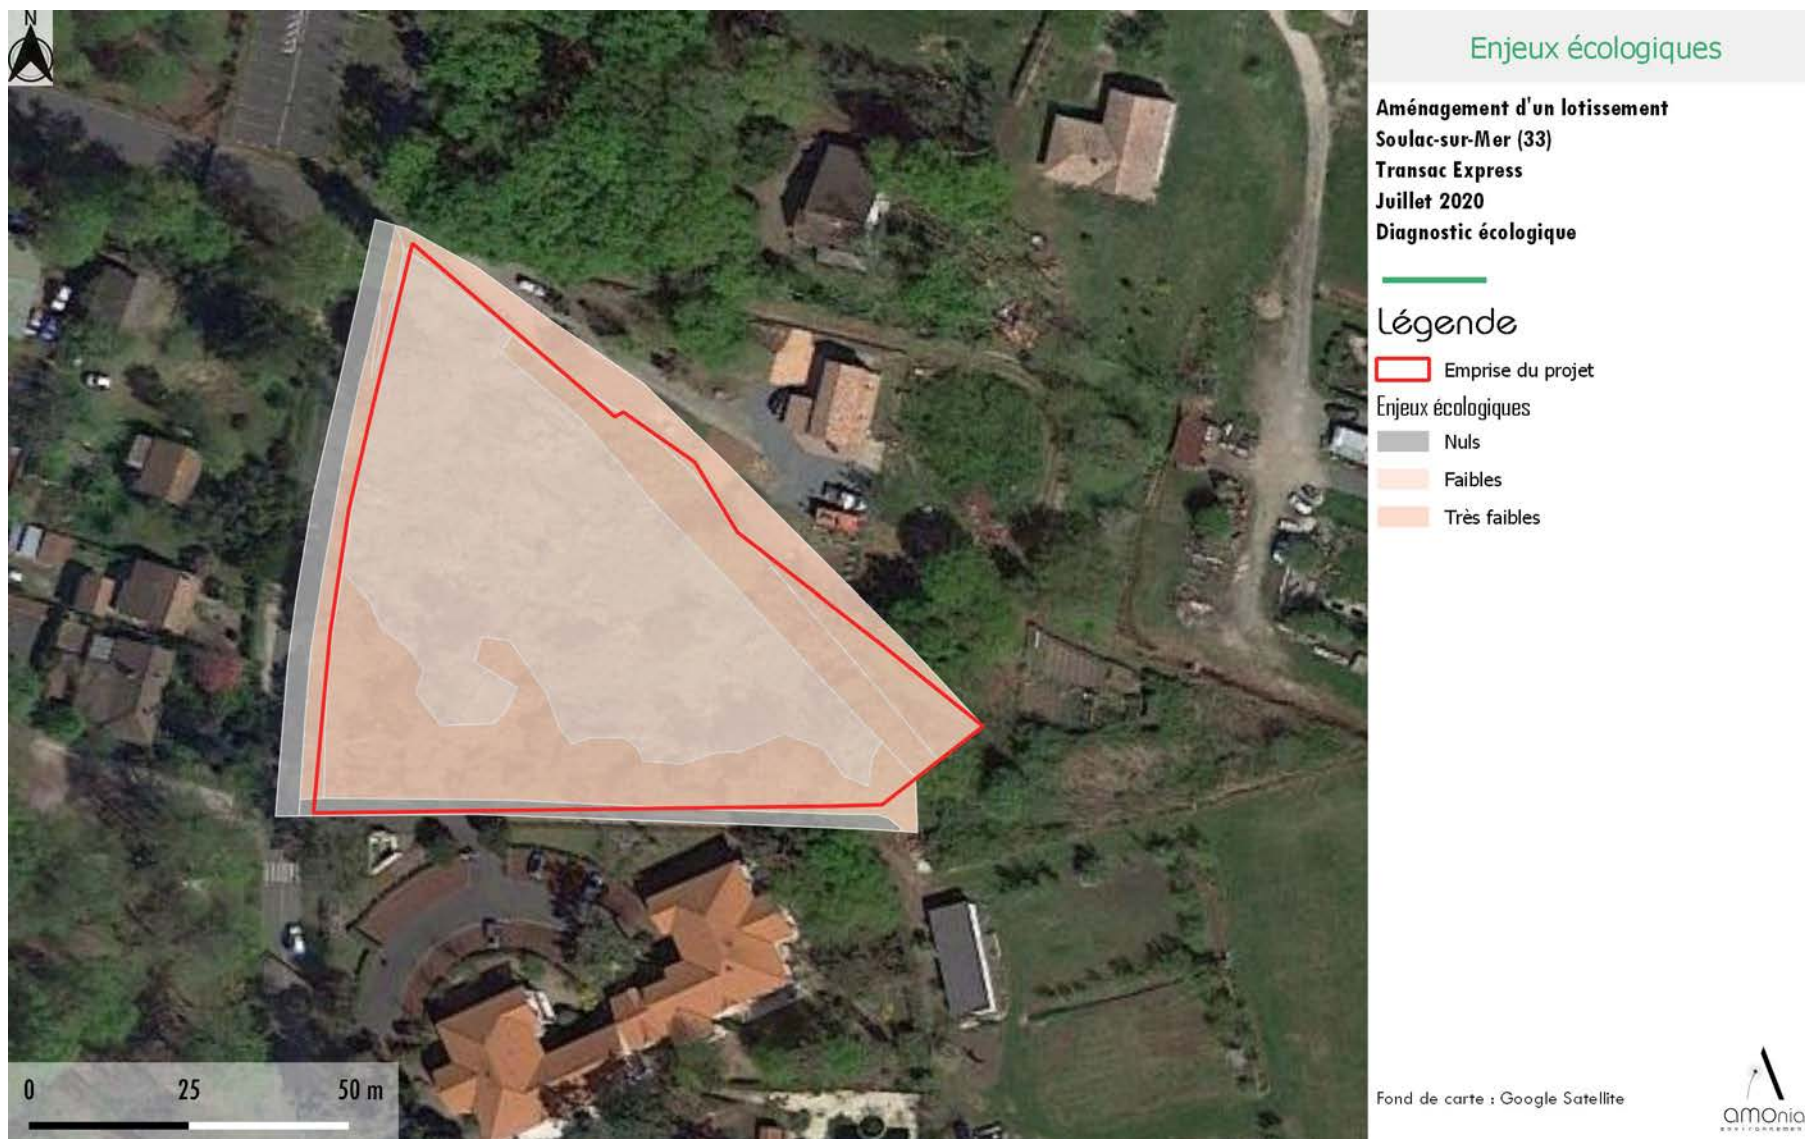 N
Enjeux écologiques
Aménagement d'un lotissement
Soulac-sur-Mer (33)
Transac Express
Juillet 2020
Diagnostic écologique
Légende
Emprise du projet
Enjeux écologiques
Nuls
Faibles
Très faibles
0 25 50 m
Fond de carte : Google Satellite
amonia
environnement